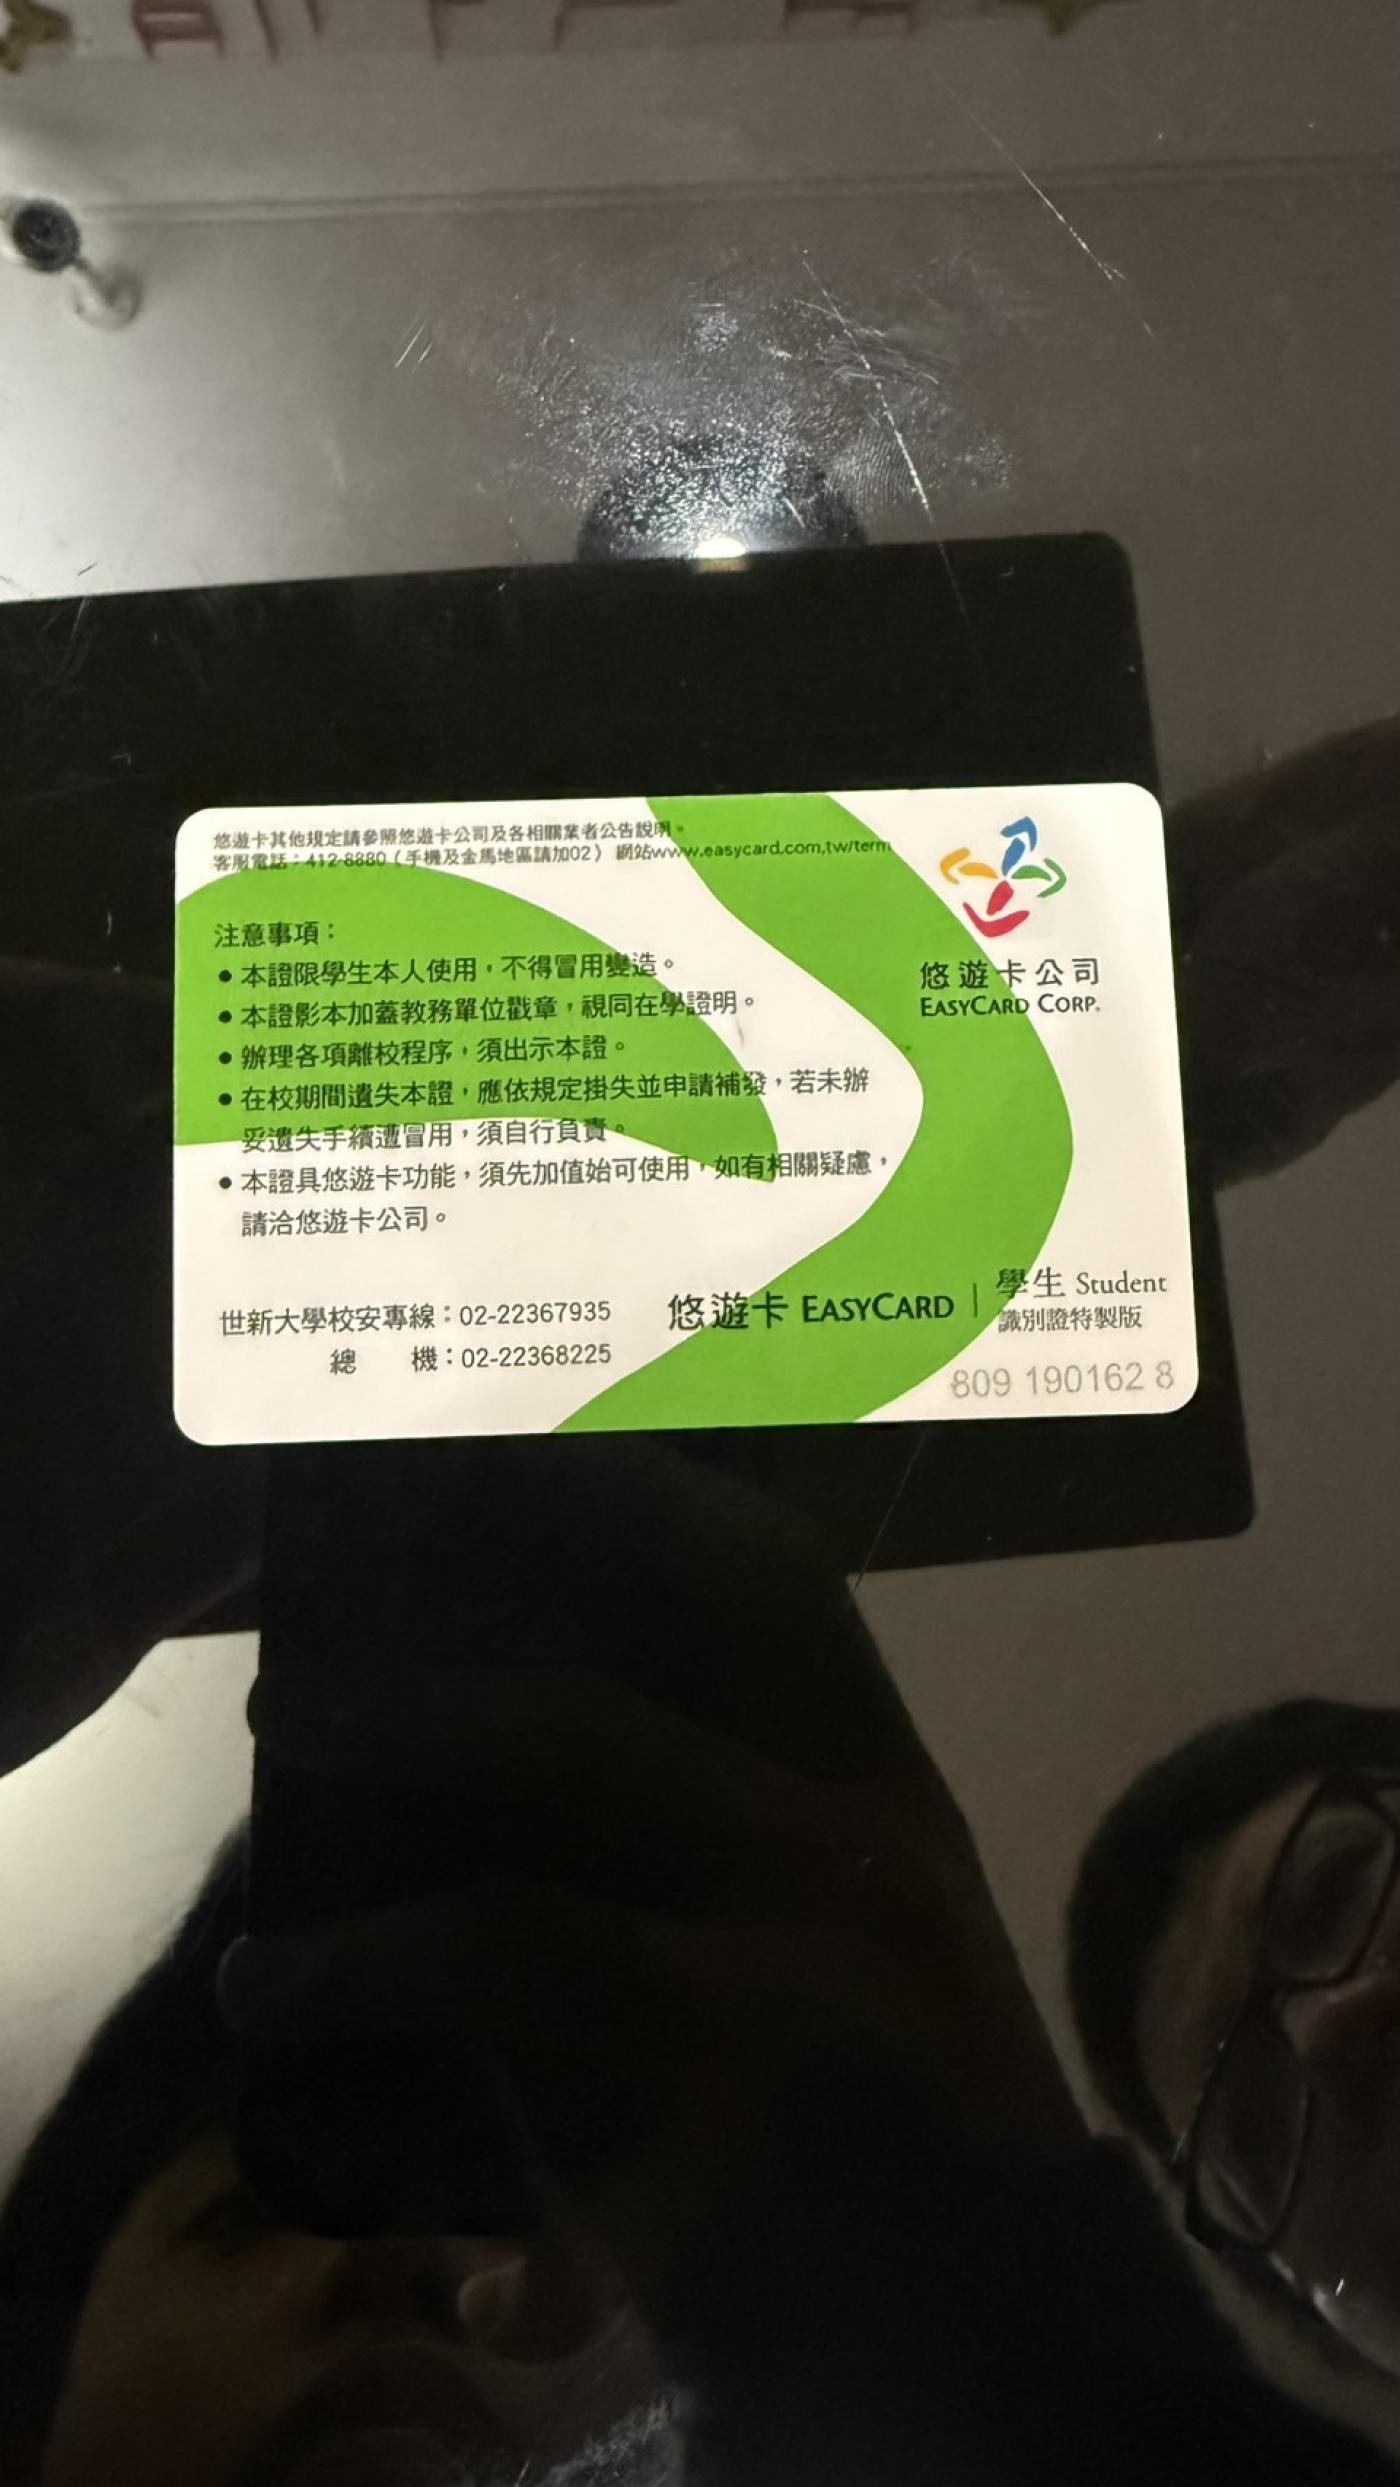 悠遊卡其他規定請參照悠遊卡公司及各相關業者公告說明。
客服電話：412-8880（手機及金馬地區請加02） 網站www.easycard.com.tw/term
注意事項：
●本證限學生本人使用，不得冒用變造。
●本證影本加蓋教務單位戳章，視同在學證明。
●辦理各項離校程序，須出示本證。
●在校期間遺失本證，應依規定掛失並申請補發，若未辦
妥遺失手續遭冒用，須自行負責。
●本證具悠遊卡功能，須先加值始可使用，如有相關疑慮，
請洽悠遊卡公司。
悠遊卡公司
EASYCARD CORP.
世新大學校安專線：02-22367935
總 機：02-22368225
悠遊卡 EASYCARD | 學生 Student
識別證特製版
809 190162 8